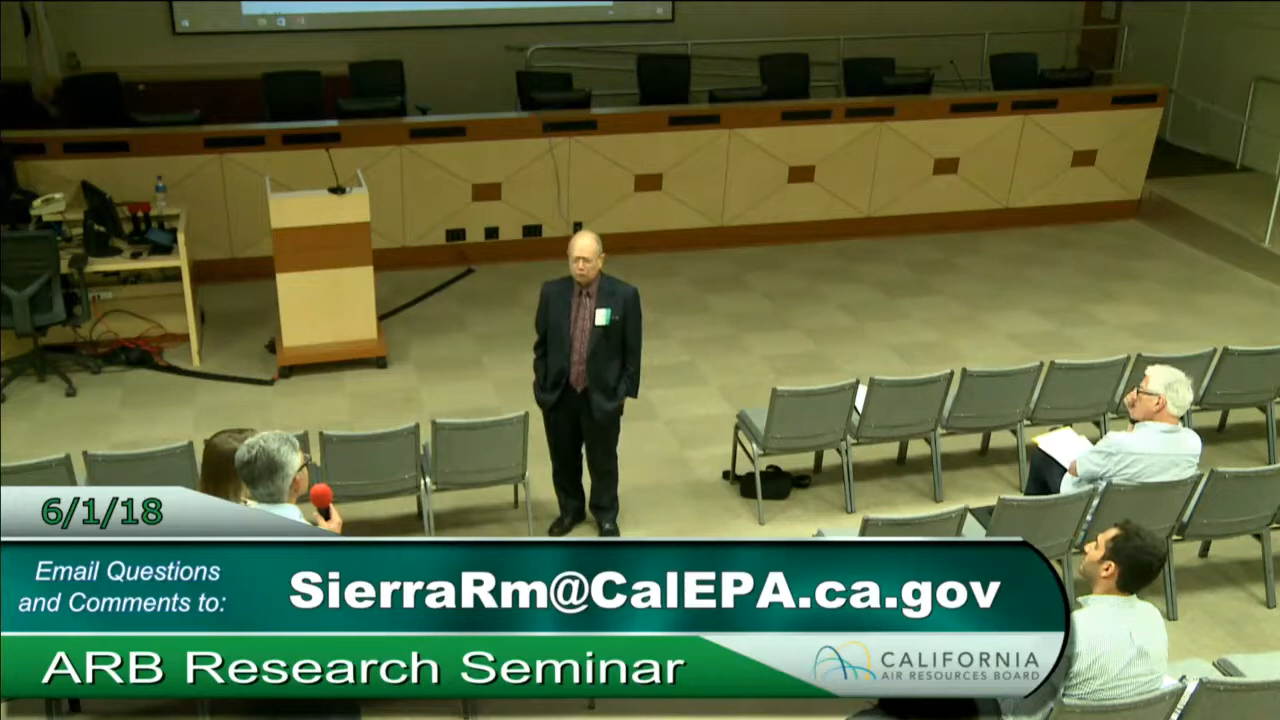 6/1/18
Email Questions
and Comments to:
SierraRm@CalEPA.ca.gov
ARB Research Seminar
CALIFORNIA
AIR RESOURCES BOARD